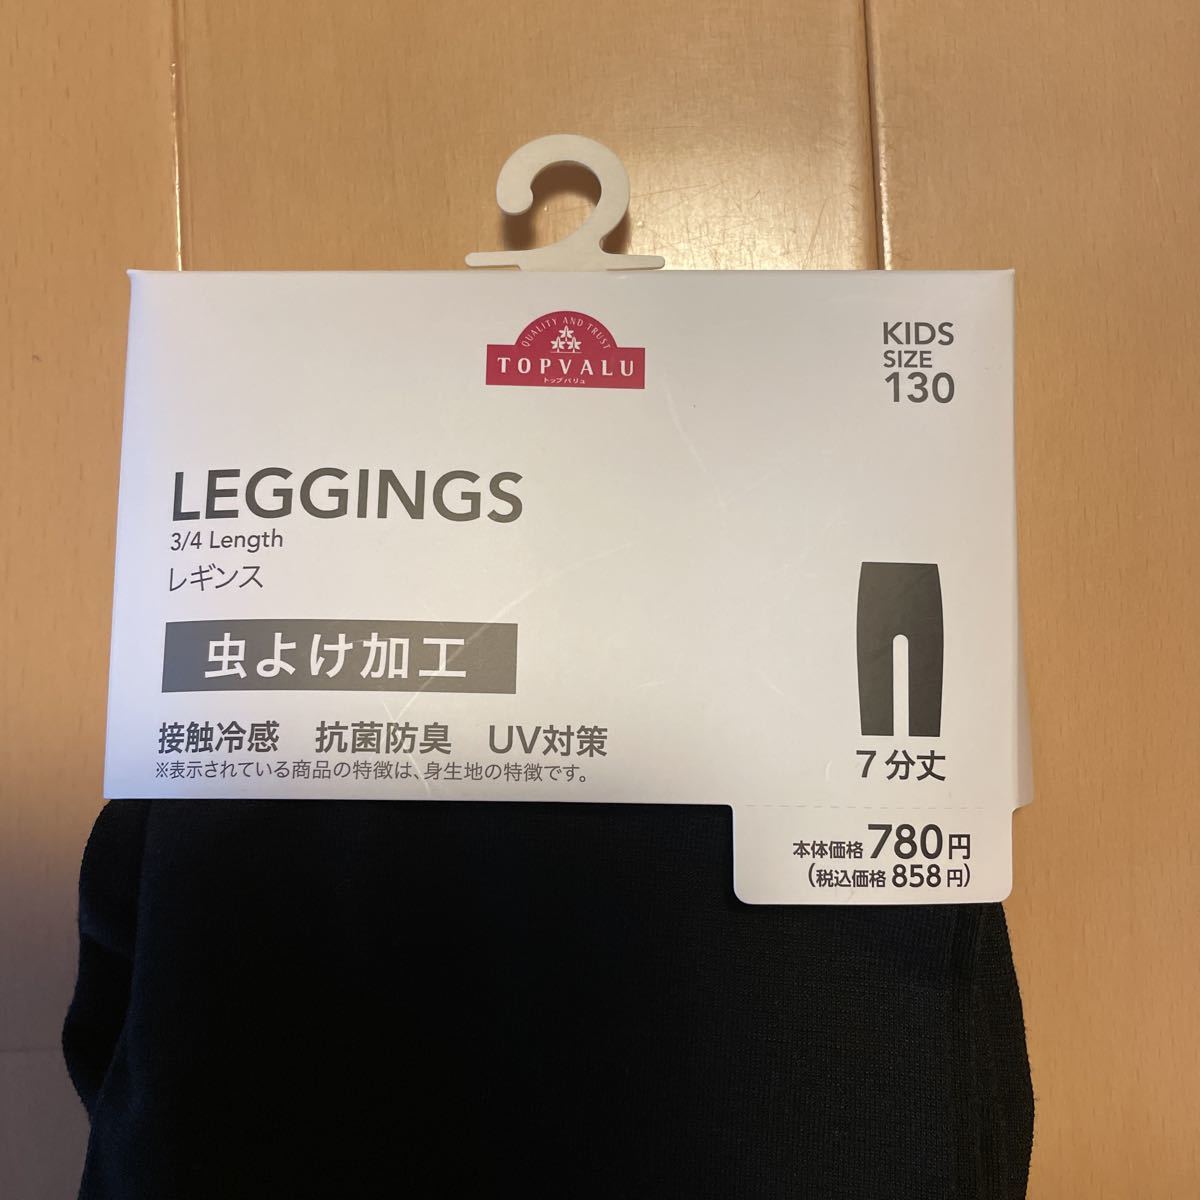 QUALITY AND TRUST
TOPVALU
トップバリュ
KIDS
SIZE
130
LEGGINGS
3/4 Length
レギンス
虫よけ加工
接触冷感 抗菌防臭 UV対策
※表示されている商品の特徴は、身生地の特徴です。
7分丈
本体価格 780円
(税込価格 858円)